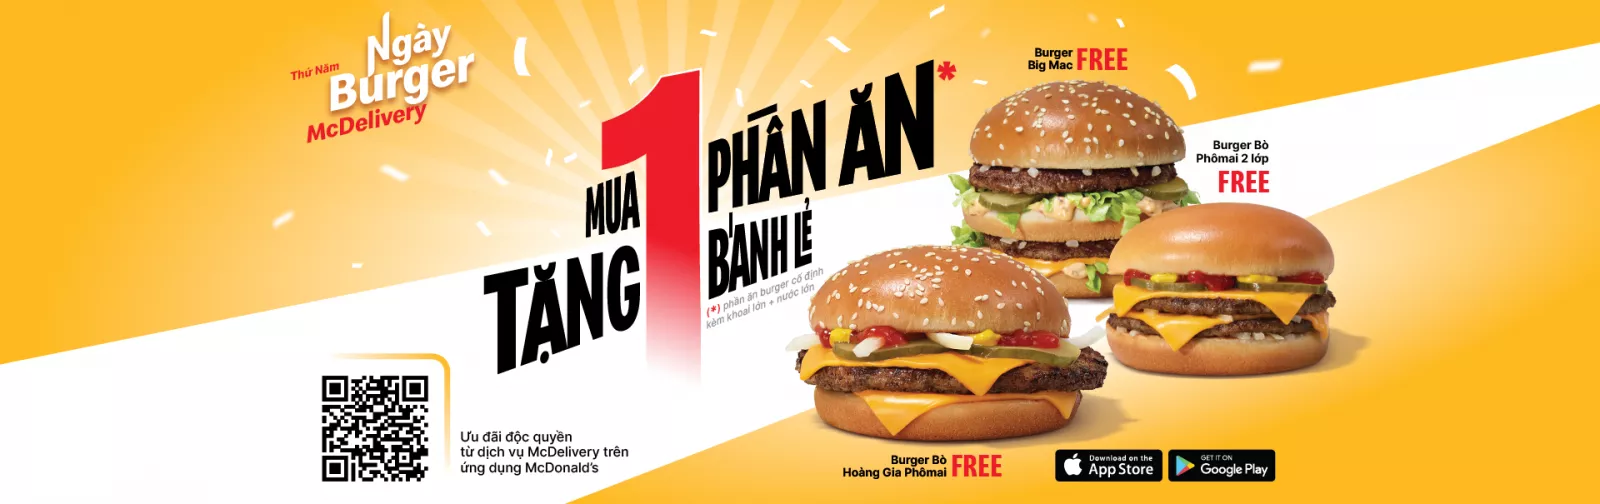 Thứ Năm
Ngày
Burger
McDelivery
MUA 1 PHẦN ĂN*
TẶNG 1 BÁNH LẺ
(*) phần ăn burger cố định
kèm khoai lớn + nước lớn
Burger
Big Mac FREE
Burger Bò
Phômai 2 lớp
FREE
Burger Bò
Hoàng Gia Phômai FREE
Ưu đãi độc quyền
từ dịch vụ McDelivery trên
ứng dụng McDonald's
Download on the
App Store
GET IT ON
Google Play